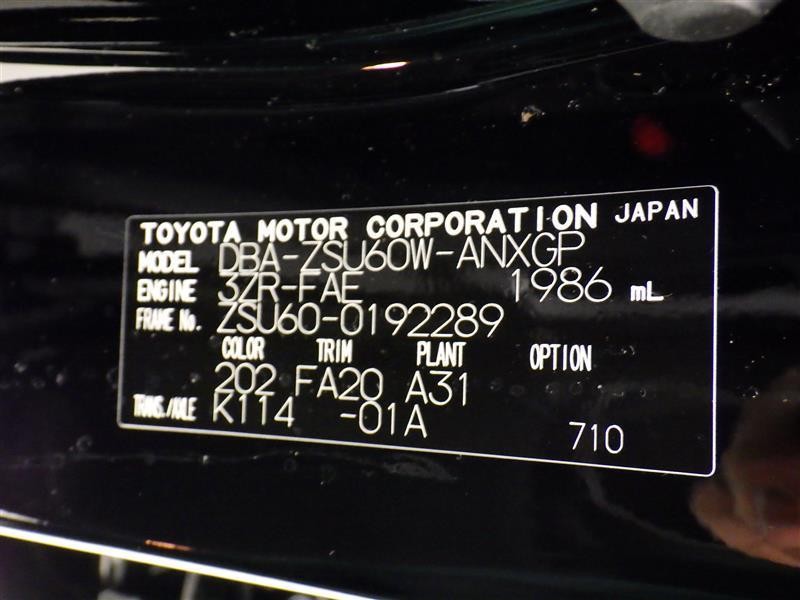 TOYOTA MOTOR CORPORATION JAPAN
MODEL DBA-ZSU60W-ANXGP
ENGINE 3ZR-FAE 1986 mL
FRAME No. ZSU60-0192289
COLOR TRIM PLANT OPTION
202 FA20 A31
TRANS./AXLE K114 -01A 710